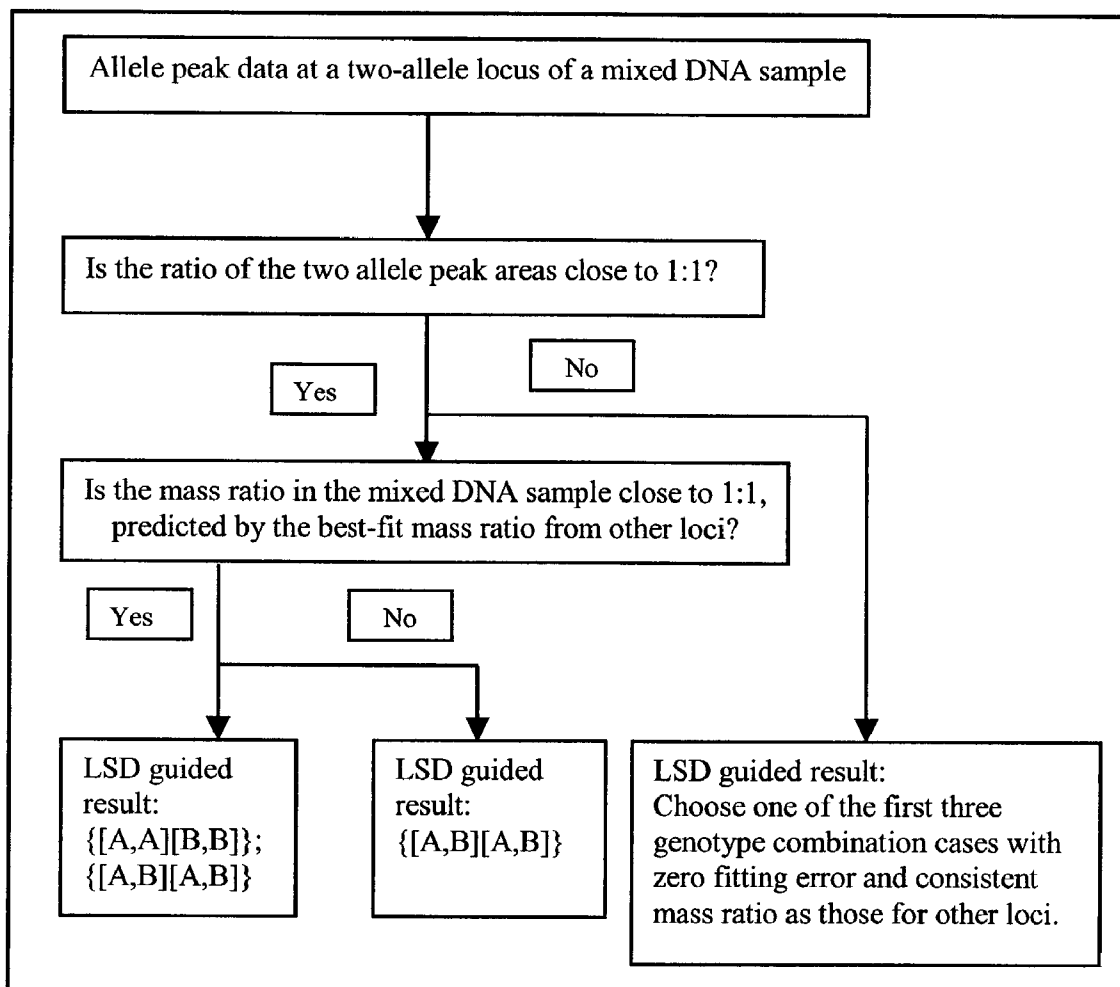 Allele peak data at a two-allele locus of a mixed DNA sample
Is the ratio of the two allele peak areas close to 1:1?
Yes
No
Is the mass ratio in the mixed DNA sample close to 1:1,
predicted by the best-fit mass ratio from other loci?
Yes
No
LSD guided
result:
{[A,A][B,B]};
{[A,B][A,B]}
LSD guided
result:
{[A,B][A,B]}
LSD guided result:
Choose one of the first three
genotype combination cases with
zero fitting error and consistent
mass ratio as those for other loci.